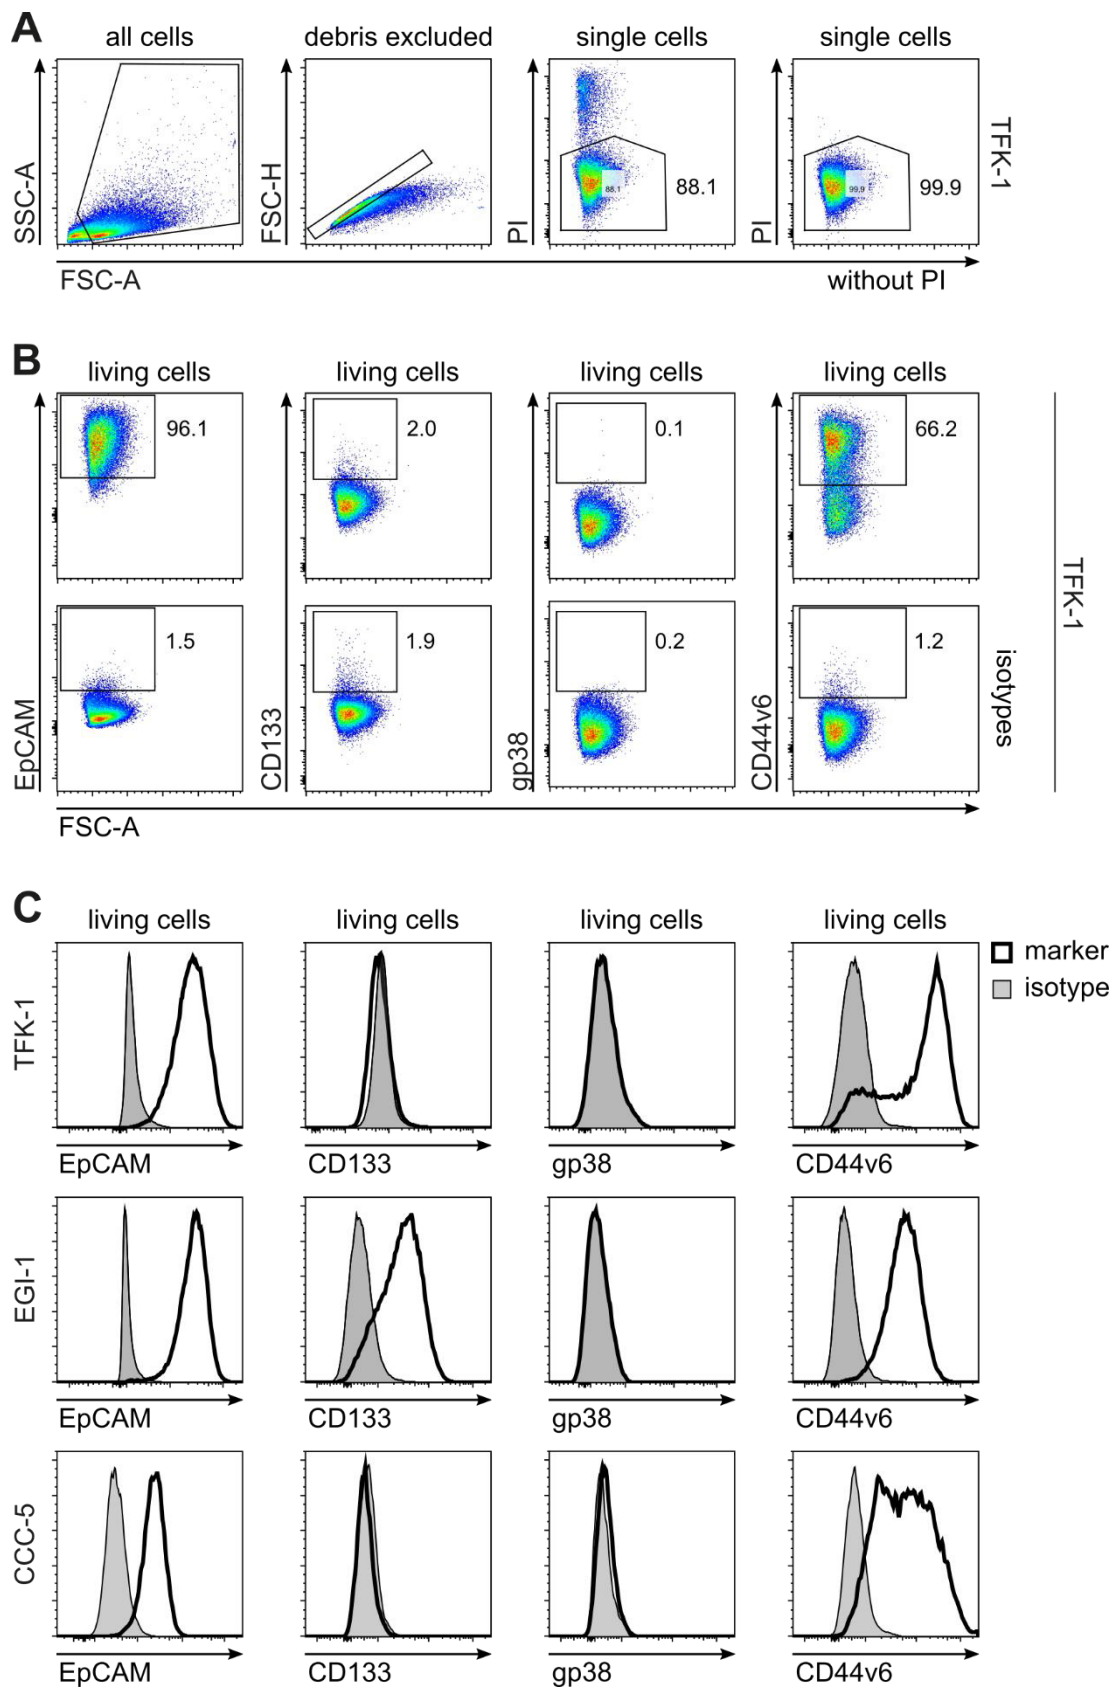 A
all cells
debris excluded
single cells
single cells
SSC-A
FSC-H
PI
88.1
88.1
PI
99.9
99.9
TFK-1
FSC-A
without PI
B
living cells
living cells
living cells
living cells
96.1
2.0
0.1
66.2
1.5
1.9
0.2
1.2
EpCAM
CD133
gp38
CD44v6
isotypes
TFK-1
FSC-A
C
living cells
living cells
living cells
living cells
marker
isotype
TFK-1
EpCAM
CD133
gp38
CD44v6
EGI-1
EpCAM
CD133
gp38
CD44v6
CCC-5
EpCAM
CD133
gp38
CD44v6